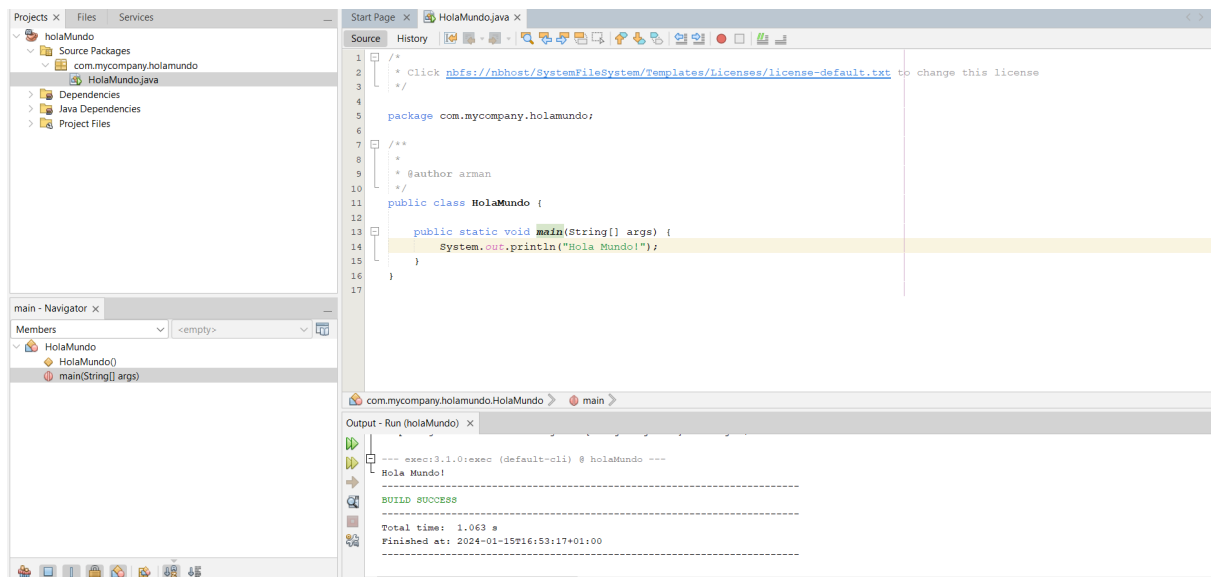 Projects Files Services
holaMundo
Source Packages
com.mycompany.holamundo
HolaMundo.java
Dependencies
Java Dependencies
Project Files
main - Navigator
Members <empty>
HolaMundo
HolaMundo()
main(String[] args)
Start Page HolaMundo.java
Source History
1 /*
2 * Click nbfs://nbhost/SystemFileSystem/Templates/Licenses/license-default.txt to change this license
3 */
4
5 package com.mycompany.holamundo;
6
7 /**
8 *
9 * @author arman
10 */
11 public class HolaMundo {
12
13 public static void main(String[] args) {
14 System.out.println("Hola Mundo!");
15 }
16 }
17
com.mycompany.holamundo.HolaMundo main
Output - Run (holaMundo)
--- exec:3.1.0:exec (default-cli) @ holaMundo ---
Hola Mundo!
------------------------------------------------------------------------
BUILD SUCCESS
------------------------------------------------------------------------
Total time: 1.063 s
Finished at: 2024-01-15T16:53:17+01:00
------------------------------------------------------------------------